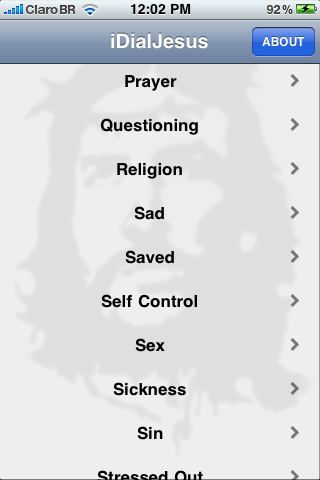 Claro BR 12:02 PM 92%
iDialJesus ABOUT
Prayer
Questioning
Religion
Sad
Saved
Self Control
Sex
Sickness
Sin
Stressed Out